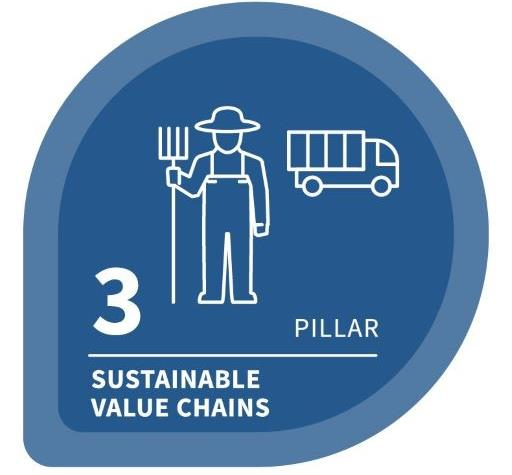 3
PILLAR
SUSTAINABLE
VALUE CHAINS